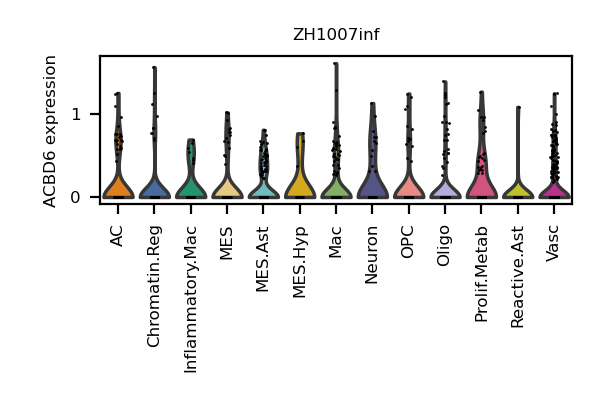 ZH1007inf
ACBD6 expression
1
0
AC
Chromatin.Reg
Inflammatory.Mac
MES
MES.Ast
MES.Hyp
Mac
Neuron
OPC
Oligo
Prolif.Metab
Reactive.Ast
Vasc